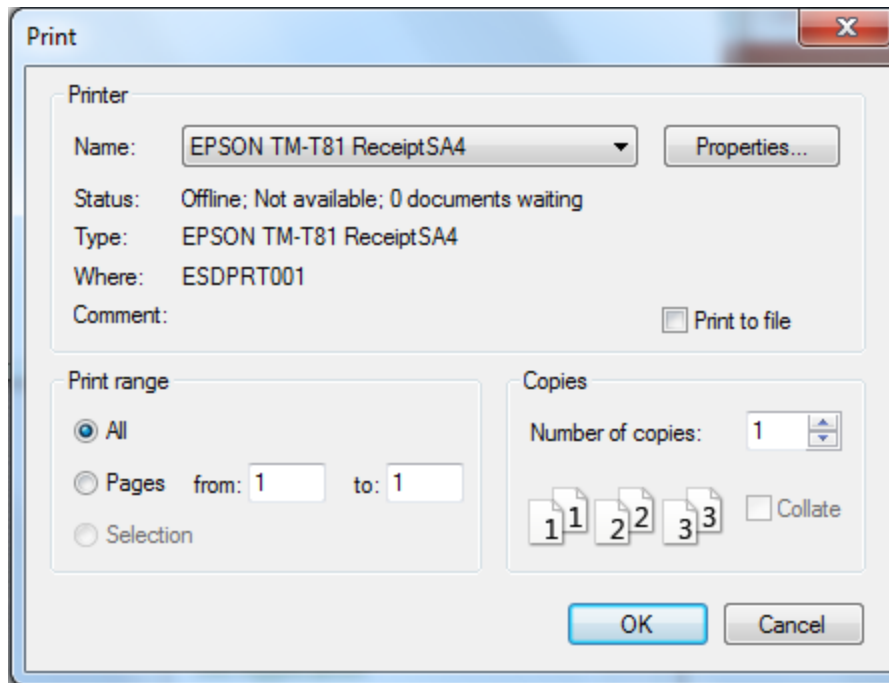 Print
Printer
Name: EPSON TM-T81 ReceiptSA4 Properties...
Status: Offline; Not available; 0 documents waiting
Type: EPSON TM-T81 ReceiptSA4
Where: ESDPRT001
Comment: Print to file
Print range
All
Pages from: 1 to: 1
Selection
Copies
Number of copies: 1
1 1 2 2 3 3 Collate
OK Cancel